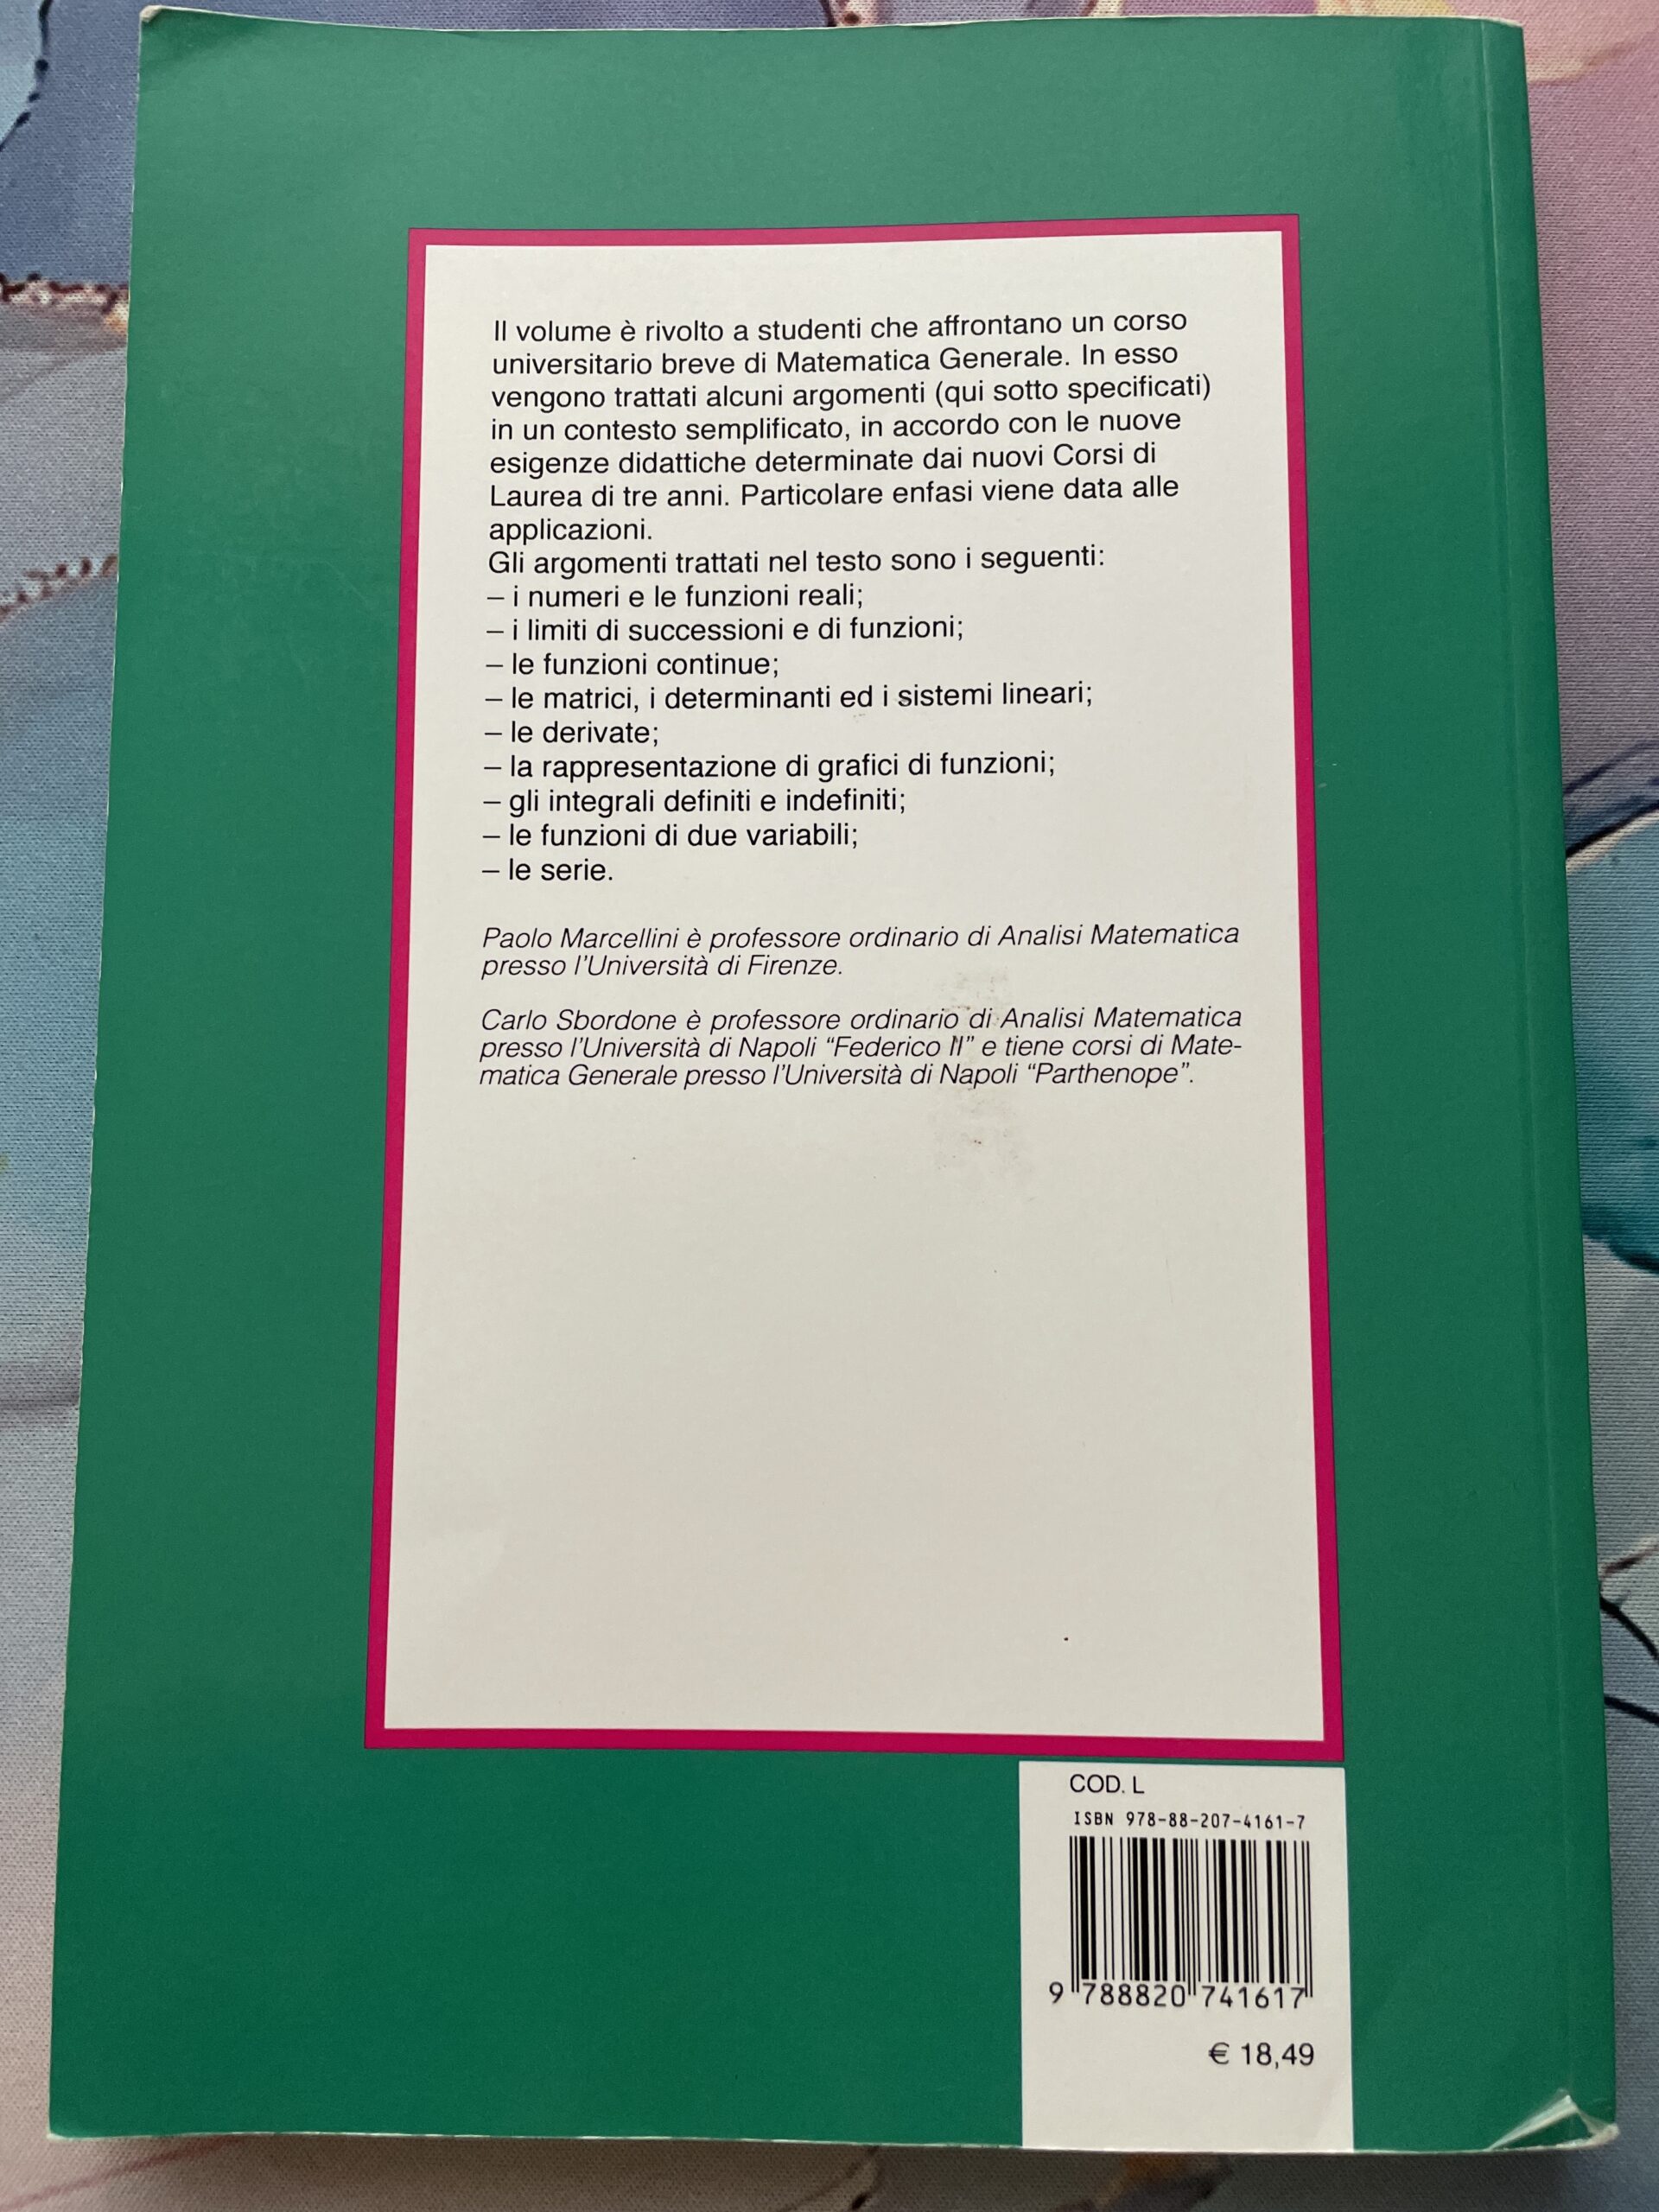 Il volume è rivolto a studenti che affrontano un corso
universitario breve di Matematica Generale. In esso
vengono trattati alcuni argomenti (qui sotto specificati)
in un contesto semplificato, in accordo con le nuove
esigenze didattiche determinate dai nuovi Corsi di
Laurea di tre anni. Particolare enfasi viene data alle
applicazioni.
Gli argomenti trattati nel testo sono i seguenti:
– i numeri e le funzioni reali;
– i limiti di successioni e di funzioni;
– le funzioni continue;
– le matrici, i determinanti ed i sistemi lineari;
– le derivate;
– la rappresentazione di grafici di funzioni;
– gli integrali definiti e indefiniti;
– le funzioni di due variabili;
– le serie.
Paolo Marcellini è professore ordinario di Analisi Matematica
presso l'Università di Firenze.
Carlo Sbordone è professore ordinario di Analisi Matematica
presso l'Università di Napoli “Federico II” e tiene corsi di Mate-
matica Generale presso l'Università di Napoli “Parthenope”.
COD. L
ISBN 978-88-207-4161-7
9 788820 741617
€ 18,49